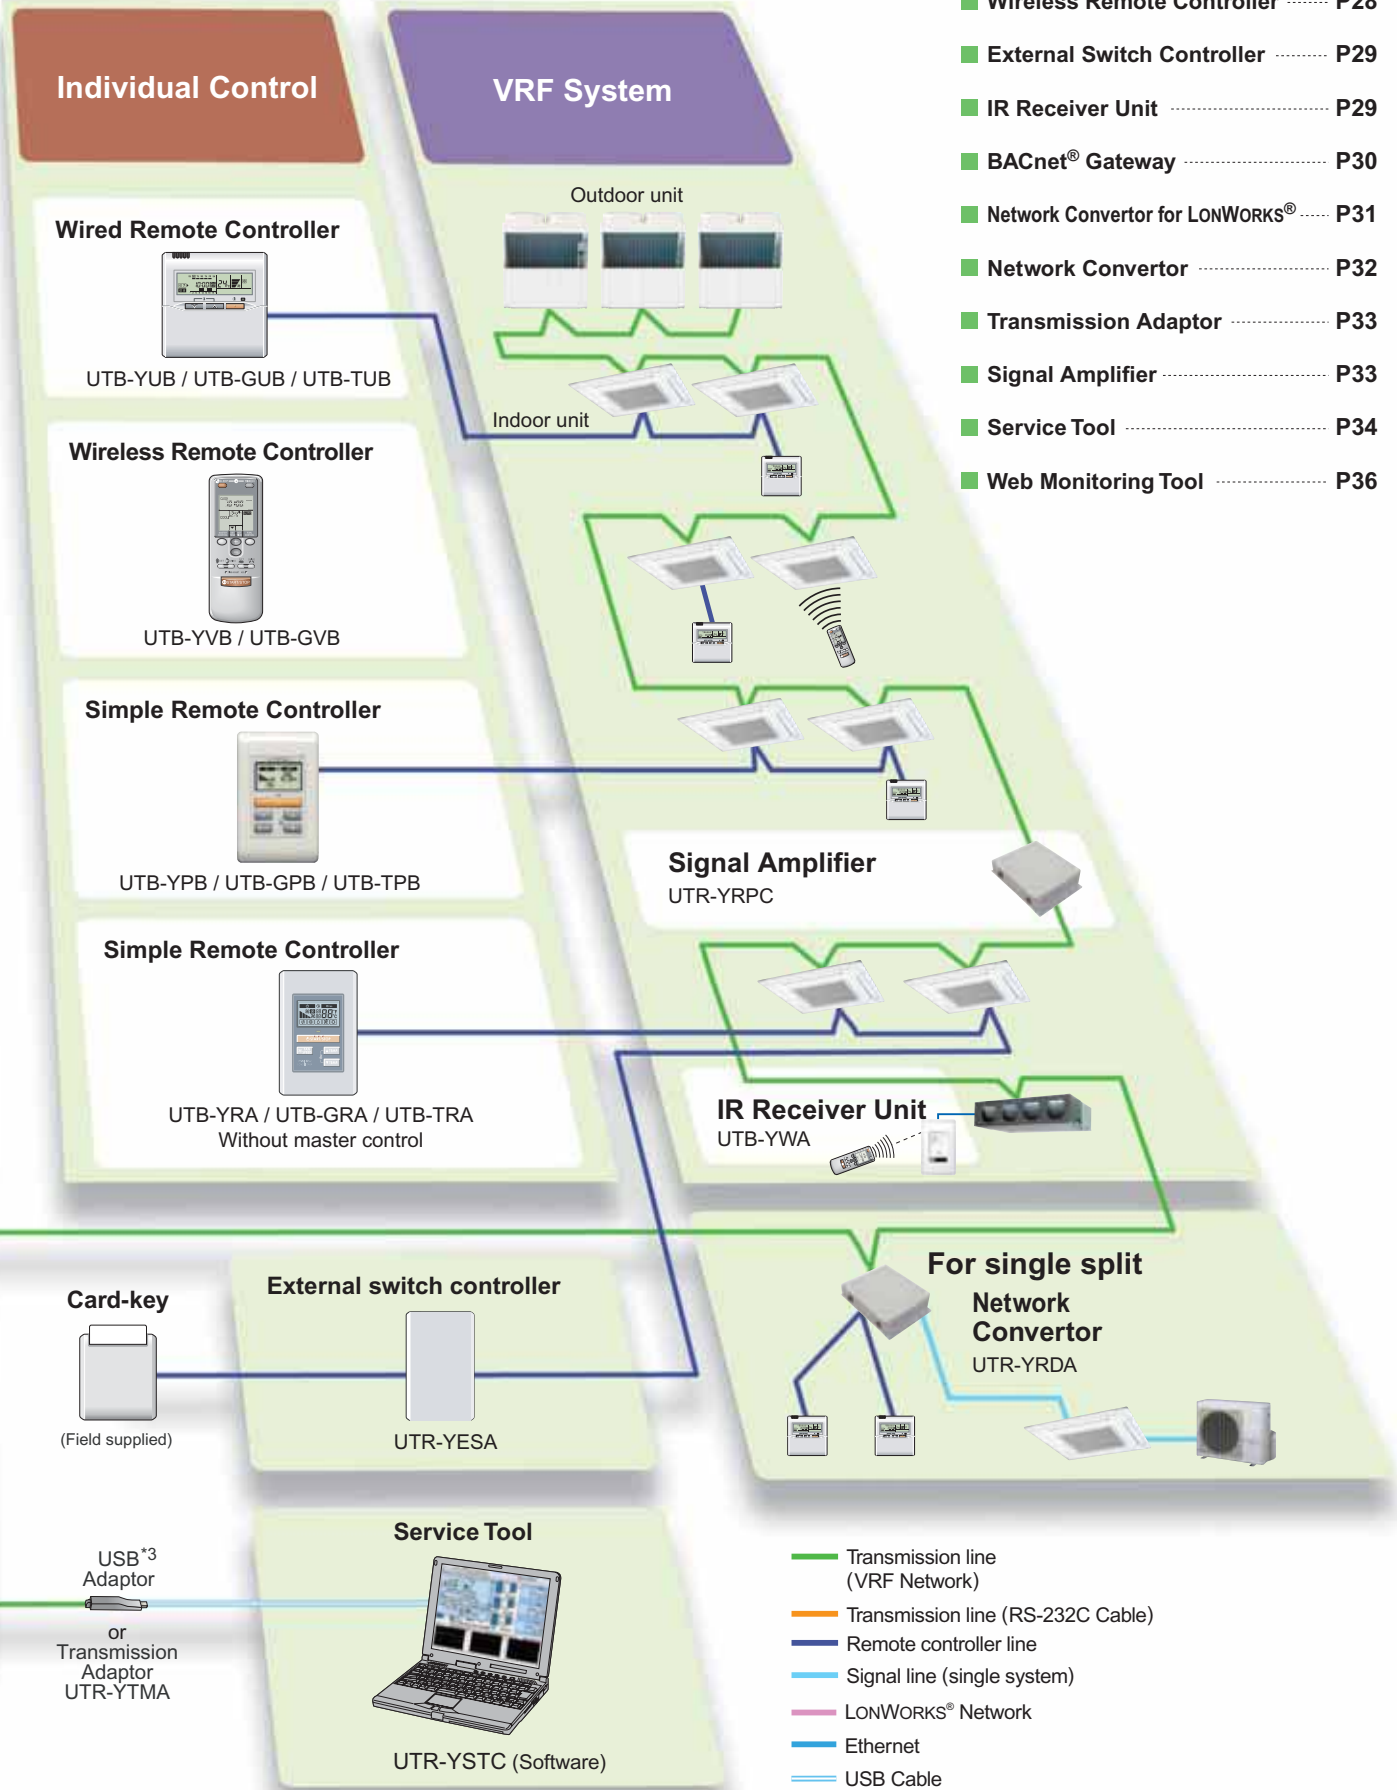 Wireless Remote Controller P28
External Switch Controller P29
IR Receiver Unit P29
BACnet® Gateway P30
Network Convertor for LONWORKS® P31
Network Convertor P32
Transmission Adaptor P33
Signal Amplifier P33
Service Tool P34
Web Monitoring Tool P36
Individual Control
VRF System
Wired Remote Controller
UTB-YUB / UTB-GUB / UTB-TUB
Outdoor unit
Indoor unit
Wireless Remote Controller
UTB-YVB / UTB-GVB
Simple Remote Controller
UTB-YPB / UTB-GPB / UTB-TPB
Signal Amplifier
UTR-YRPC
Simple Remote Controller
UTB-YRA / UTB-GRA / UTB-TRA
Without master control
IR Receiver Unit
UTB-YWA
Card-key
(Field supplied)
External switch controller
UTR-YESA
For single split
Network
Convertor
UTR-YRDA
USB*3
Adaptor
or
Transmission
Adaptor
UTR-YTMA
Service Tool
UTR-YSTC (Software)
Transmission line
(VRF Network)
Transmission line (RS-232C Cable)
Remote controller line
Signal line (single system)
LONWORKS® Network
Ethernet
USB Cable